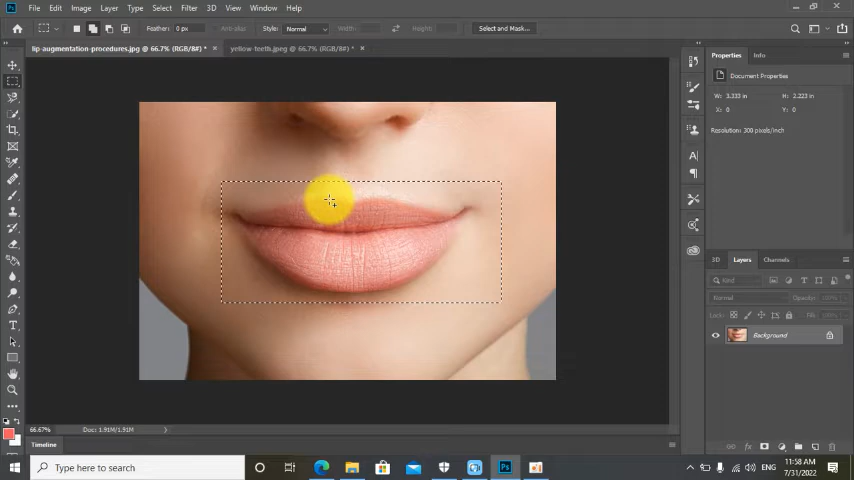 File Edit Image Layer Type Select Filter 3D View Window Help
Feather: 0 px Anti-alias Style: Normal Width: Height: Select and Mask...
lip-augmentation-procedures.jpg @ 66.7% (RGB/8#) * × yellow-teeth.jpeg @ 66.7% (RGB/8#) * ×
Properties Info
Document Properties
W: 3.333 in H: 2.223 in
X: 0 Y: 0
Resolution: 300 pixels/inch
3D Layers Channels
Kind
Normal Opacity: 100%
Lock: Fill: 100%
Background
66.67% Doc: 1.91M/1.91M
Timeline
Type here to search
ENG
11:58 AM
7/31/2022